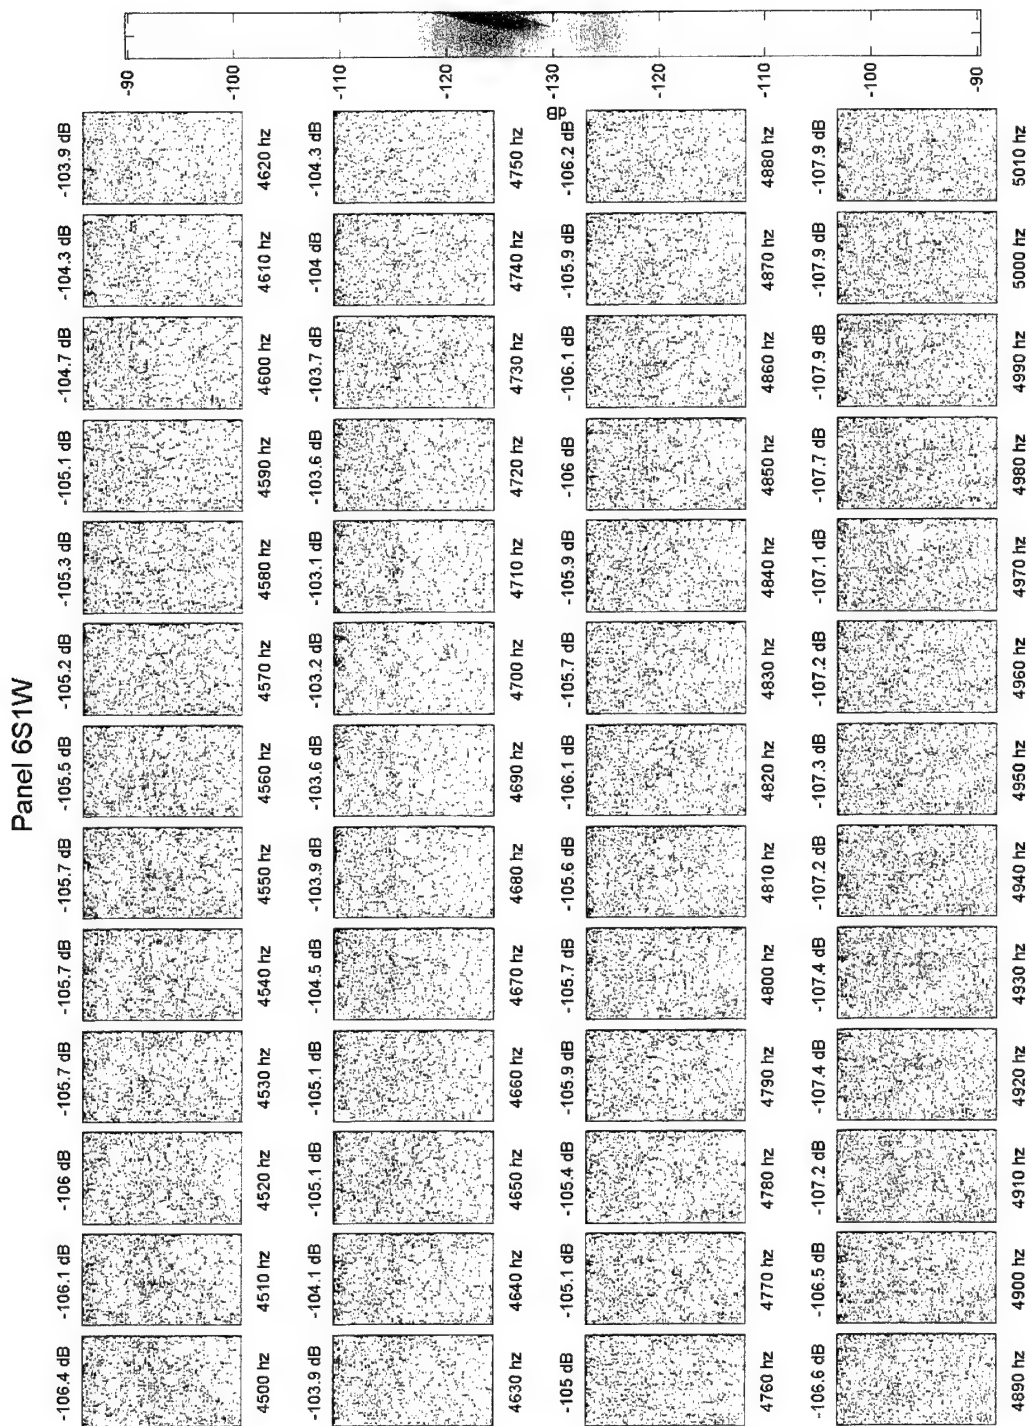 Panel 6S1W
-106.4 dB -106.1 dB -106 dB -105.7 dB -105.7 dB -105.7 dB -105.5 dB -105.2 dB -105.3 dB -105.1 dB -104.7 dB -104.3 dB -103.9 dB
4500 hz 4510 hz 4520 hz 4530 hz 4540 hz 4550 hz 4560 hz 4570 hz 4580 hz 4590 hz 4600 hz 4610 hz 4620 hz
-103.9 dB -104.1 dB -105.1 dB -105.1 dB -104.5 dB -103.9 dB -103.6 dB -103.2 dB -103.1 dB -103.6 dB -103.7 dB -104 dB -104.3 dB
4630 hz 4640 hz 4650 hz 4660 hz 4670 hz 4680 hz 4690 hz 4700 hz 4710 hz 4720 hz 4730 hz 4740 hz 4750 hz
-105 dB -105.1 dB -105.4 dB -105.9 dB -105.7 dB -105.6 dB -106.1 dB -105.7 dB -105.9 dB -106 dB -106.1 dB -105.9 dB -106.2 dB
4760 hz 4770 hz 4780 hz 4790 hz 4800 hz 4810 hz 4820 hz 4830 hz 4840 hz 4850 hz 4860 hz 4870 hz 4880 hz
-106.6 dB -106.5 dB -107.2 dB -107.4 dB -107.4 dB -107.2 dB -107.3 dB -107.2 dB -107.1 dB -107.7 dB -107.9 dB -107.9 dB -107.9 dB
4890 hz 4900 hz 4910 hz 4920 hz 4930 hz 4940 hz 4950 hz 4960 hz 4970 hz 4980 hz 4990 hz 5000 hz 5010 hz
-90
-100
-110
-120
-130
dB
-120
-110
-100
-90